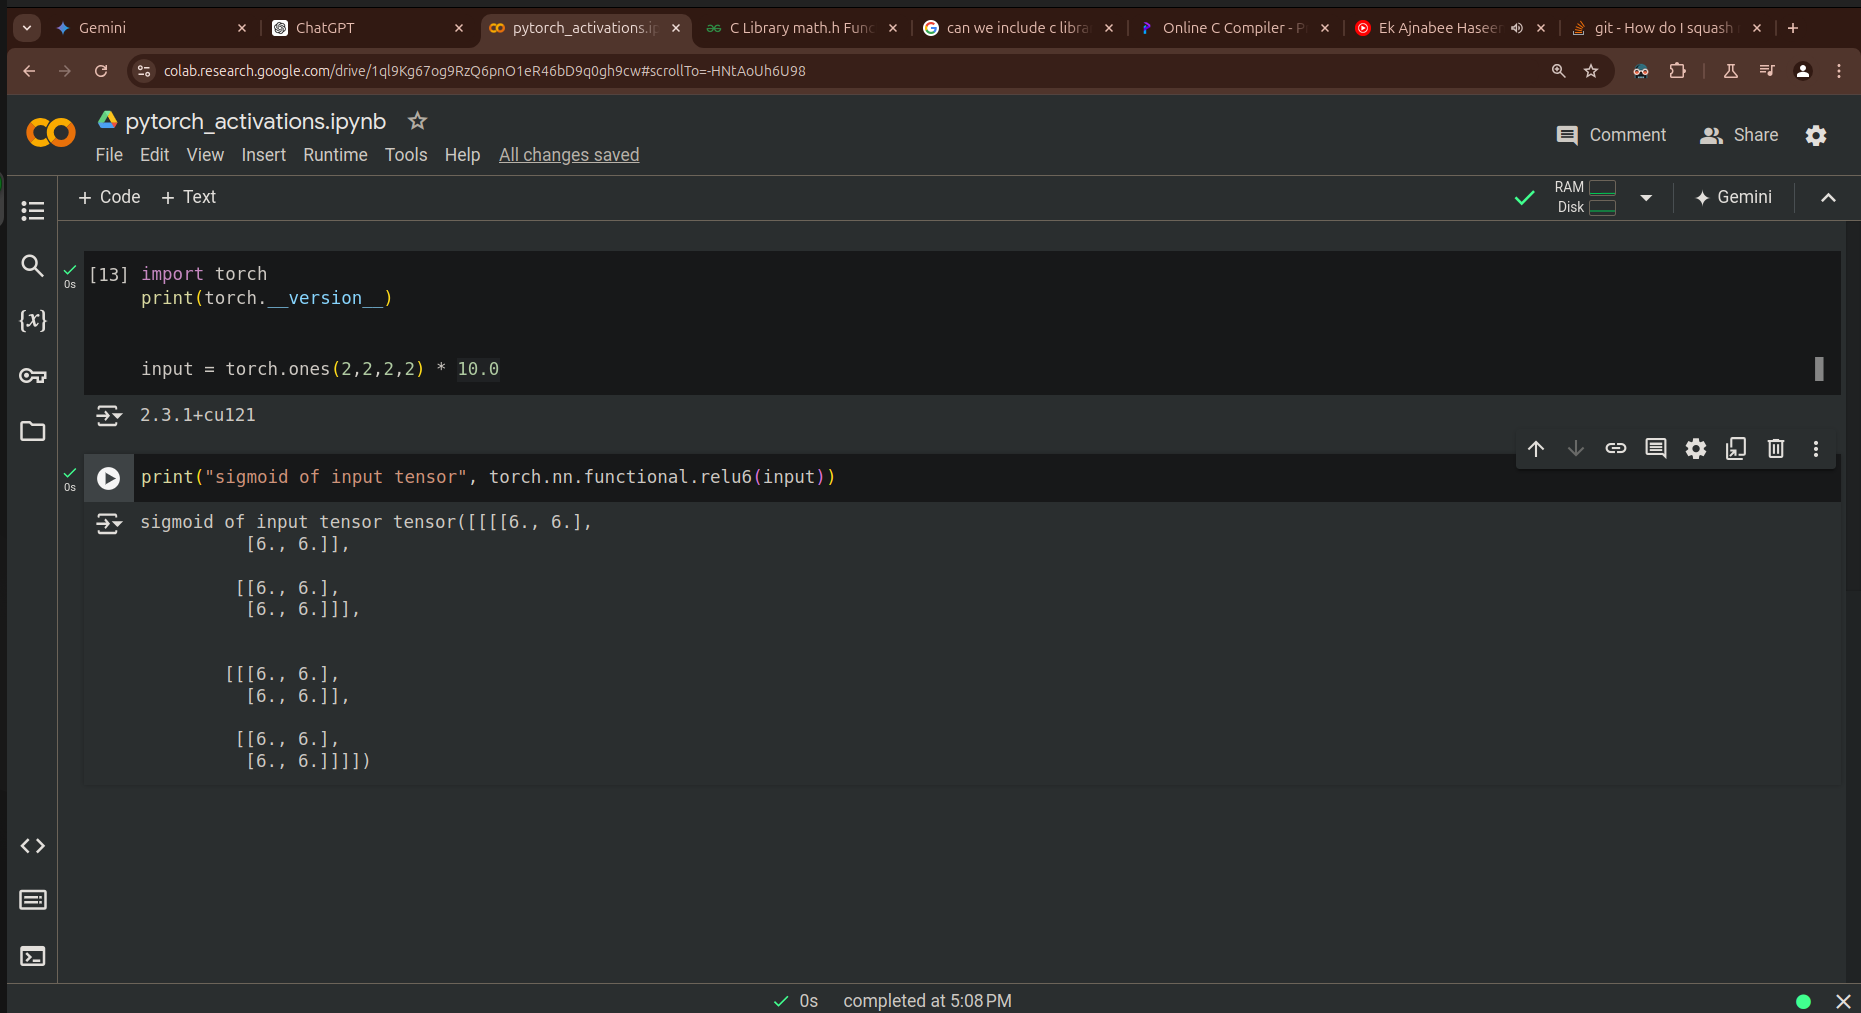 Gemini
ChatGPT
pytorch_activations.ip
C Library math.h Func
can we include c libra
Online C Compiler - P
Ek Ajnabee Haseen
git - How do I squash
colab.research.google.com/drive/1ql9Kg67og9RzQ6pnO1eR46bD9q0gh9cw#scrollTo=-HNtAoUh6U98
CO
pytorch_activations.ipynb
Comment
Share
File Edit View Insert Runtime Tools Help All changes saved
+ Code + Text
RAM
Disk
Gemini
{x}
0s
[13] import torch
print(torch.__version__)
input = torch.ones(2,2,2,2) * 10.0
2.3.1+cu121
0s
print("sigmoid of input tensor", torch.nn.functional.relu6(input))
sigmoid of input tensor tensor([[[[6., 6.],
[6., 6.]],
[[6., 6.],
[6., 6.]]],
[[[6., 6.],
[6., 6.]],
[[6., 6.],
[6., 6.]]]])
0s completed at 5:08 PM